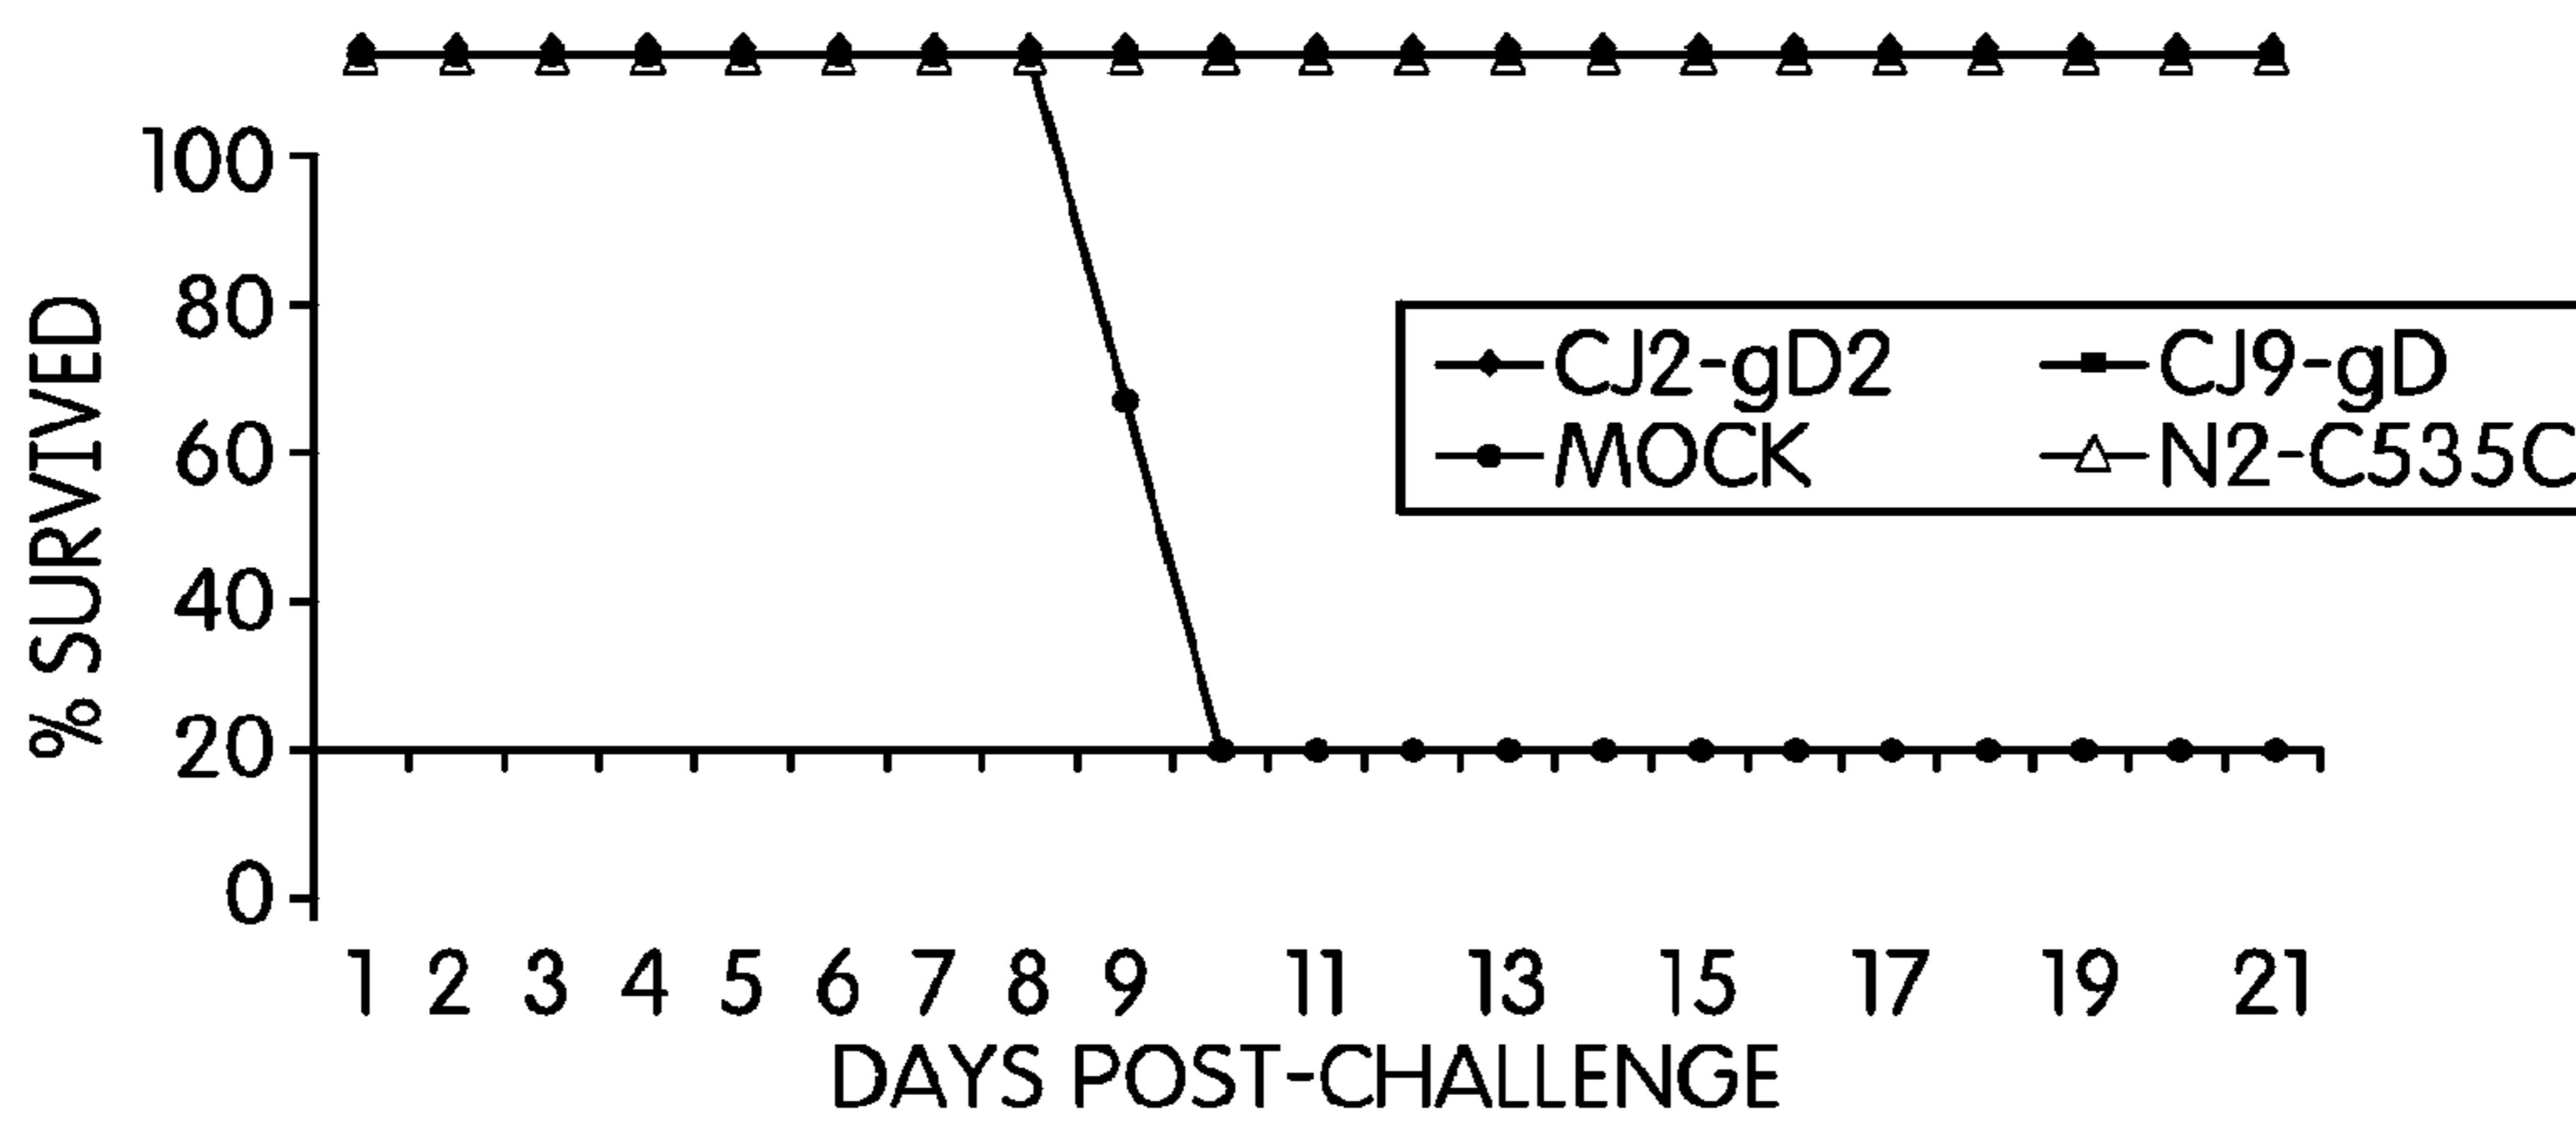 100
80
60
40
20
0
% SURVIVED
CJ2-gD2 CJ9-gD
MOCK N2-C535C
1 2 3 4 5 6 7 8 9 11 13 15 17 19 21
DAYS POST-CHALLENGE